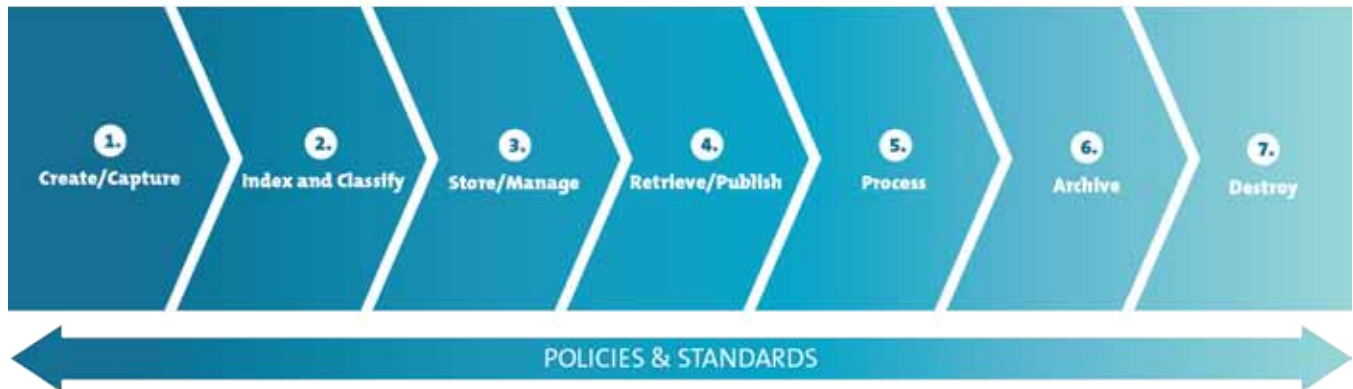 1.
Create/Capture
2.
Index and Classify
3.
Store/Manage
4.
Retrieve/Publish
5.
Process
6.
Archive
7.
Destroy
POLICIES & STANDARDS